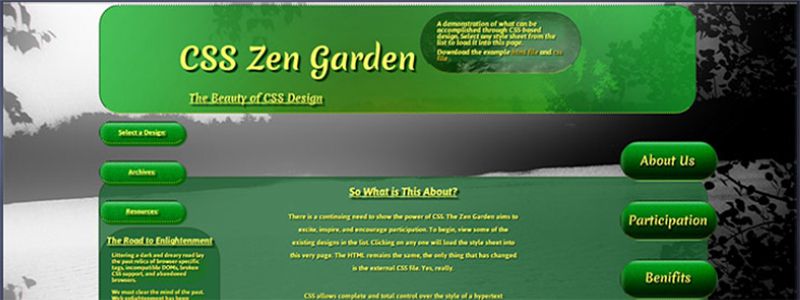 CSS Zen Garden
The Beauty of CSS Design
A demonstration of what can be
accomplished through CSS-based
design. Select any style sheet from the
list to load it into this page.
Download the example html file and css
file
Select a Design:
Archives:
Resources:
The Road to Enlightenment
Littering a dark and dreary road lay
the past relics of browser-specific
tags, incompatible DOMs, broken
CSS support, and abandoned
browsers.
We must clear the mind of the past.
Web enlightenment has been
So What is This About?
There is a continuing need to show the power of CSS. The Zen Garden aims to
excite, inspire, and encourage participation. To begin, view some of the
existing designs in the list. Clicking on any one will load the style sheet into
this very page. The HTML remains the same, the only thing that has changed
is the external CSS file. Yes, really.
CSS allows complete and total control over the style of a hypertext
About Us
Participation
Benifits